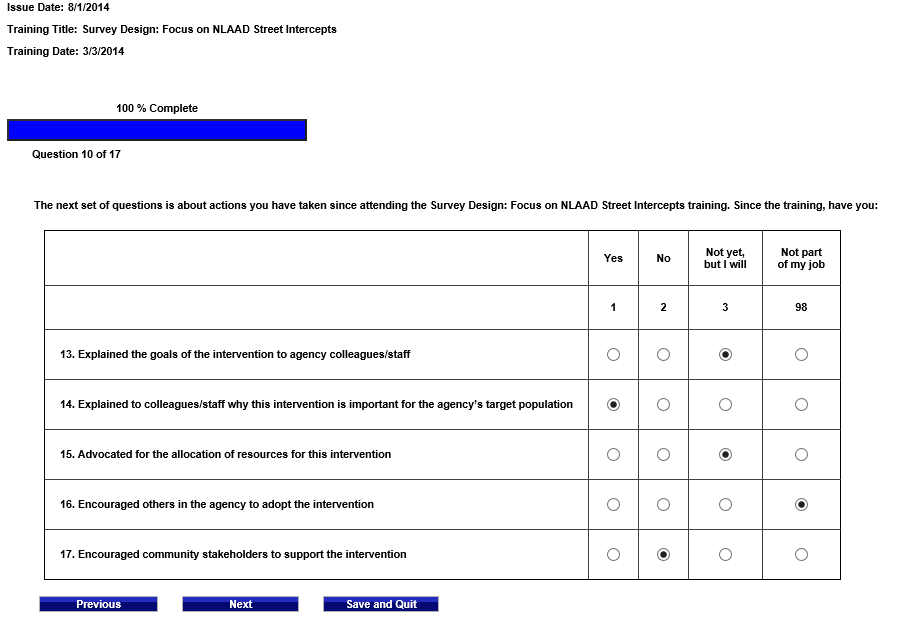 Issue Date: 8/1/2014
Training Title: Survey Design: Focus on NLAAD Street Intercepts
Training Date: 3/3/2014
100 % Complete
Question 10 of 17
The next set of questions is about actions you have taken since attending the Survey Design: Focus on NLAAD Street Intercepts training. Since the training, have you:
Yes No Not yet, but I will Not part of my job
1 2 3 98
13. Explained the goals of the intervention to agency colleagues/staff
14. Explained to colleagues/staff why this intervention is important for the agency's target population
15. Advocated for the allocation of resources for this intervention
16. Encouraged others in the agency to adopt the intervention
17. Encouraged community stakeholders to support the intervention
Previous Next Save and Quit